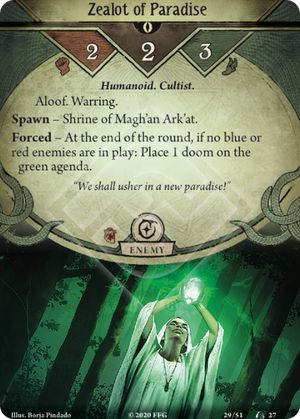 Zealot of Paradise
0
2 2 3
Humanoid. Cultist.
Aloof. Warring.
Spawn – Shrine of Magh'an Ark'at.
Forced – At the end of the round, if no blue or
red enemies are in play: Place 1 doom on the
green agenda.
"We shall usher in a new paradise!"
ENEMY
Illus. Borja Pindado
© 2020 FFG
29/51
27